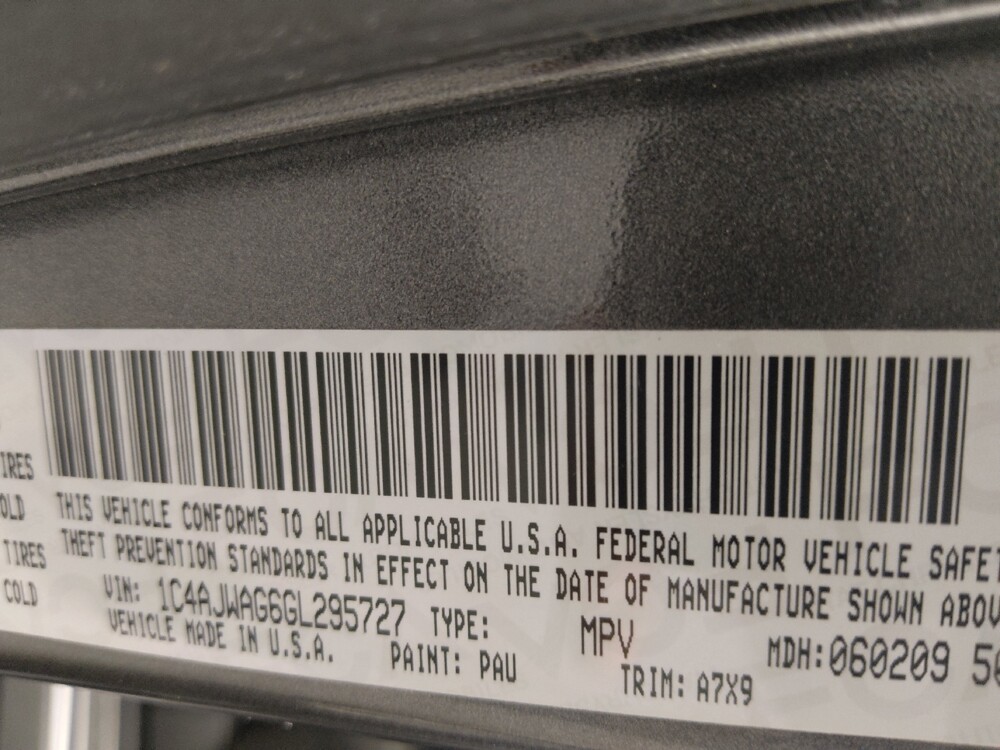 IRES
OLD
TIRES
COLD
THIS VEHICLE CONFORMS TO ALL APPLICABLE U.S.A. FEDERAL MOTOR VEHICLE SAFET
THEFT PREVENTION STANDARDS IN EFFECT ON THE DATE OF MANUFACTURE SHOWN ABOV
VIN: 1C4AJWAG6GL295727 TYPE: MPV MDH:060209 50
VEHICLE MADE IN U.S.A. PAINT: PAU TRIM: A7X9